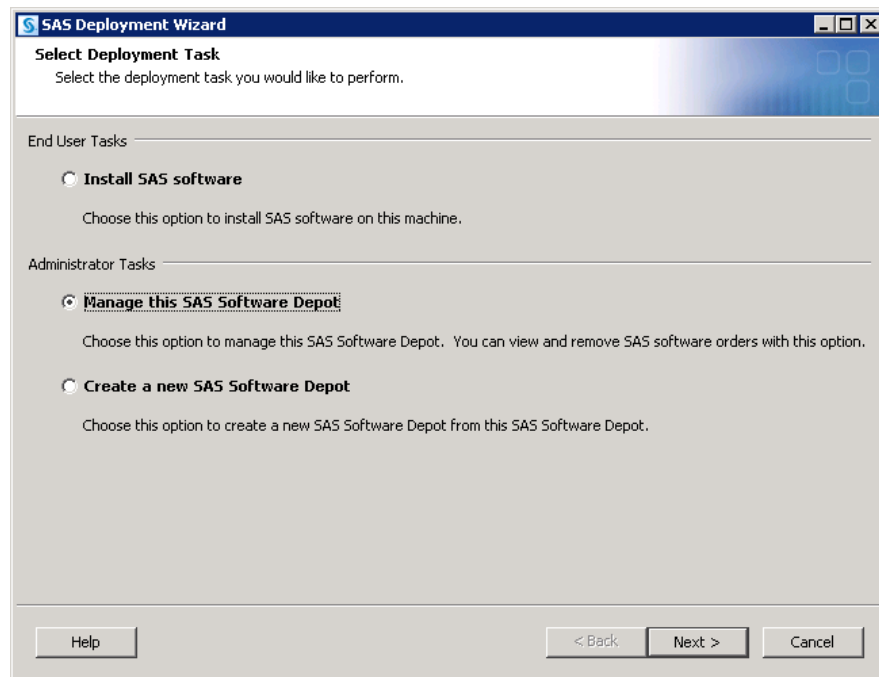 SAS Deployment Wizard
Select Deployment Task
Select the deployment task you would like to perform.
End User Tasks
Install SAS software
Choose this option to install SAS software on this machine.
Administrator Tasks
Manage this SAS Software Depot
Choose this option to manage this SAS Software Depot.  You can view and remove SAS software orders with this option.
Create a new SAS Software Depot
Choose this option to create a new SAS Software Depot from this SAS Software Depot.
Help
< Back
Next >
Cancel